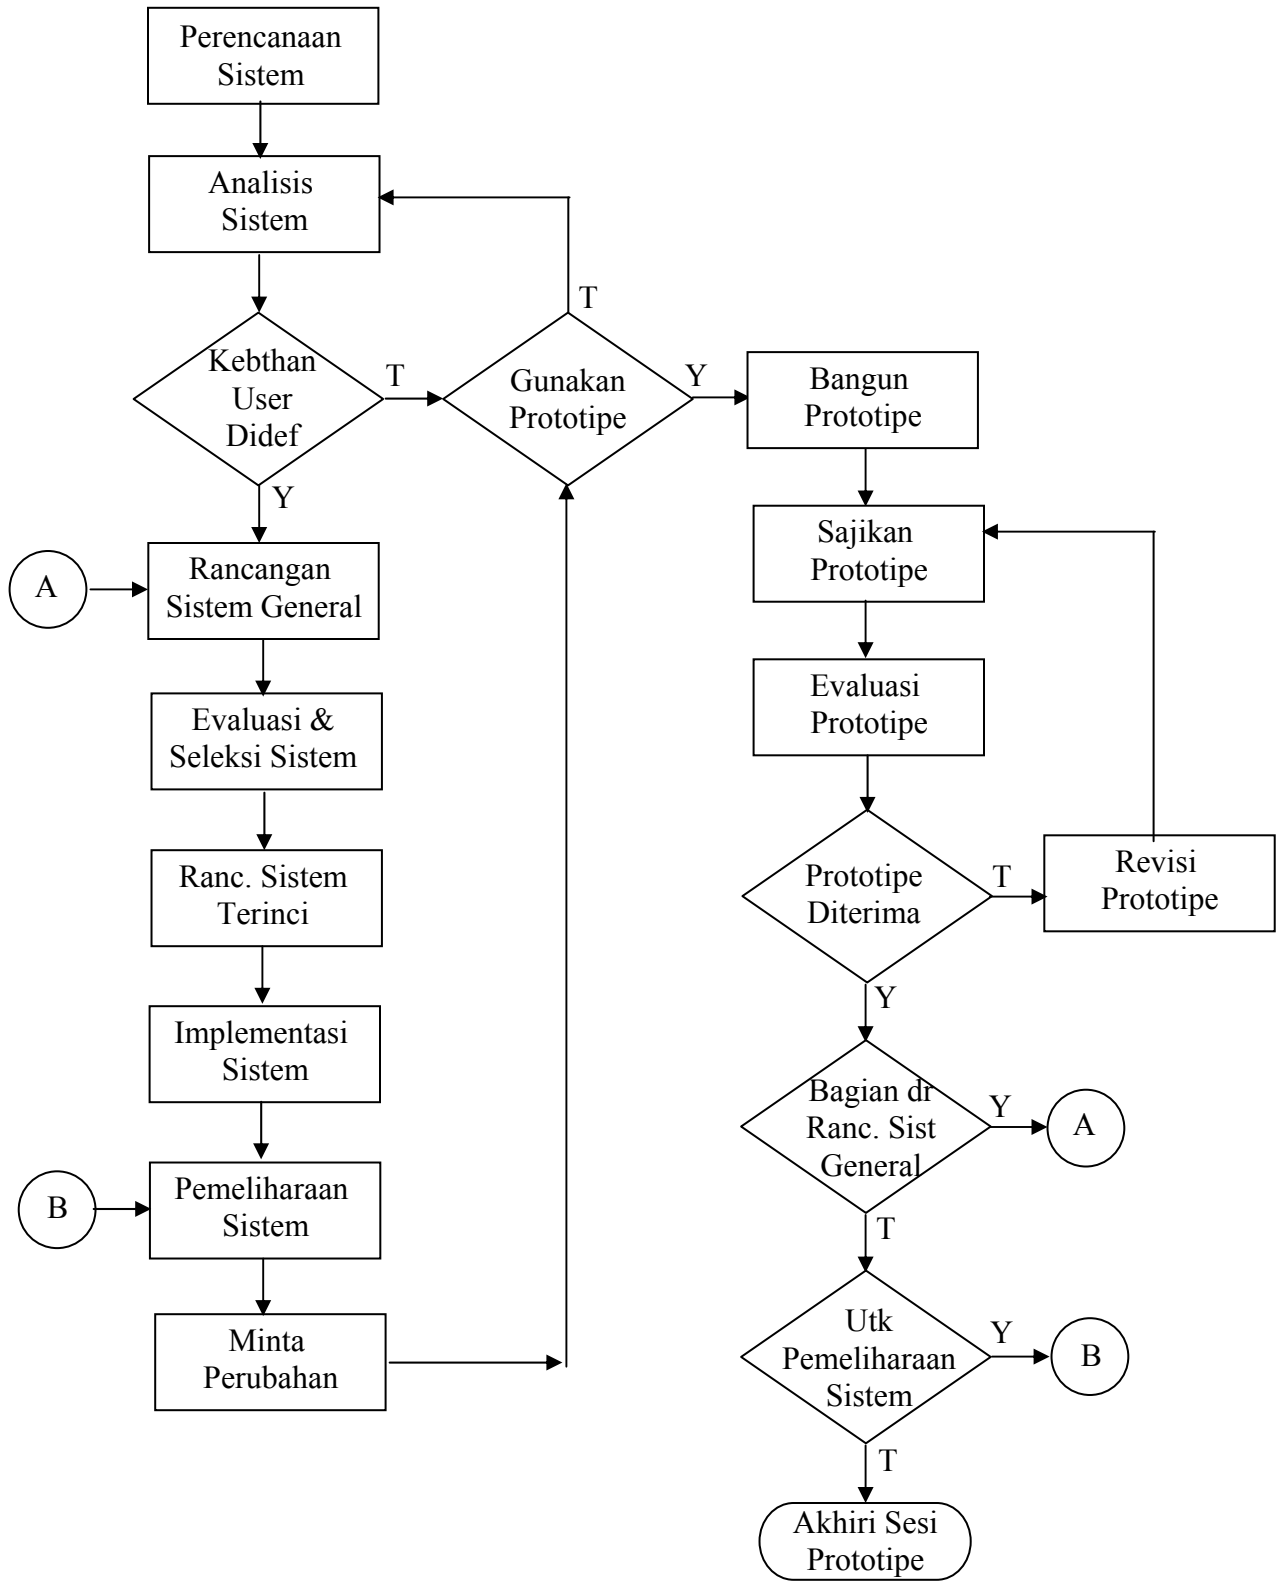 Perencanaan
Sistem
Analisis
Sistem
T
Kebthan
User
Didef
T
Gunakan
Prototipe
Y
Bangun
Prototipe
Y
Sajikan
Prototipe
A
Rancangan
Sistem General
Evaluasi
Prototipe
Evaluasi &
Seleksi Sistem
Prototipe
Diterima
T
Revisi
Prototipe
Ranc. Sistem
Terinci
Y
Implementasi
Sistem
Bagian dr
Ranc. Sist
General
Y
A
B
Pemeliharaan
Sistem
T
Minta
Perubahan
Utk
Pemeliharaan
Sistem
Y
B
T
Akhiri Sesi
Prototipe